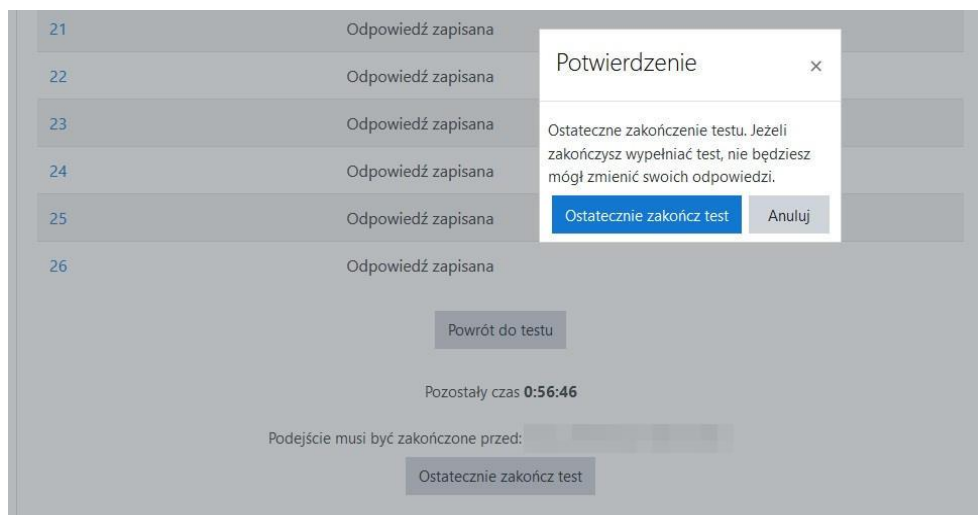 21 Odpowiedź zapisana
22 Odpowiedź zapisana
23 Odpowiedź zapisana
24 Odpowiedź zapisana
25 Odpowiedź zapisana
26 Odpowiedź zapisana
Potwierdzenie ×
Ostateczne zakończenie testu. Jeżeli
zakończysz wypełniać test, nie będziesz
mógł zmienić swoich odpowiedzi.
Ostatecznie zakończ test Anuluj
Powrót do testu
Pozostały czas 0:56:46
Podejście musi być zakończone przed:
Ostatecznie zakończ test